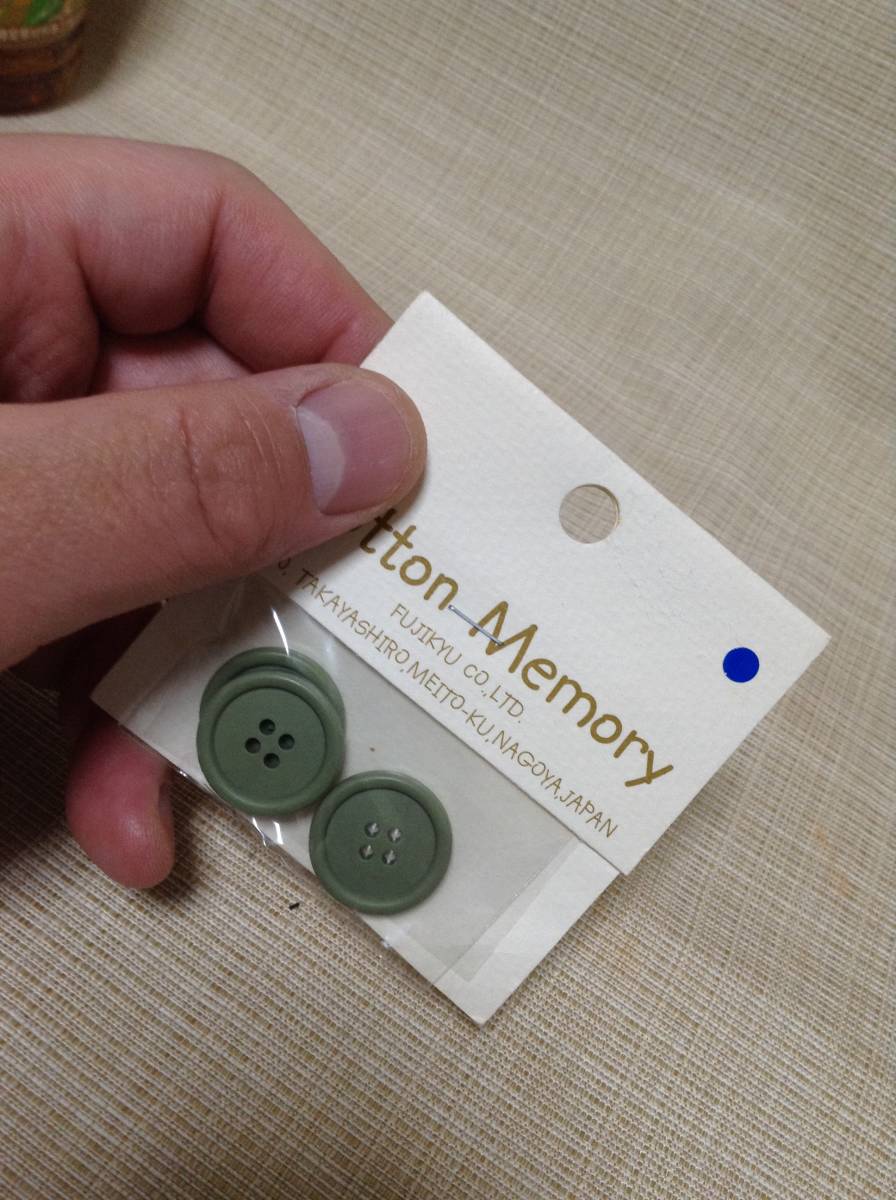 tton Memory
FUJIKYU CO.,LTD.
TAKAYASHIRO,MEITO-KU,NAGOYA,JAPAN